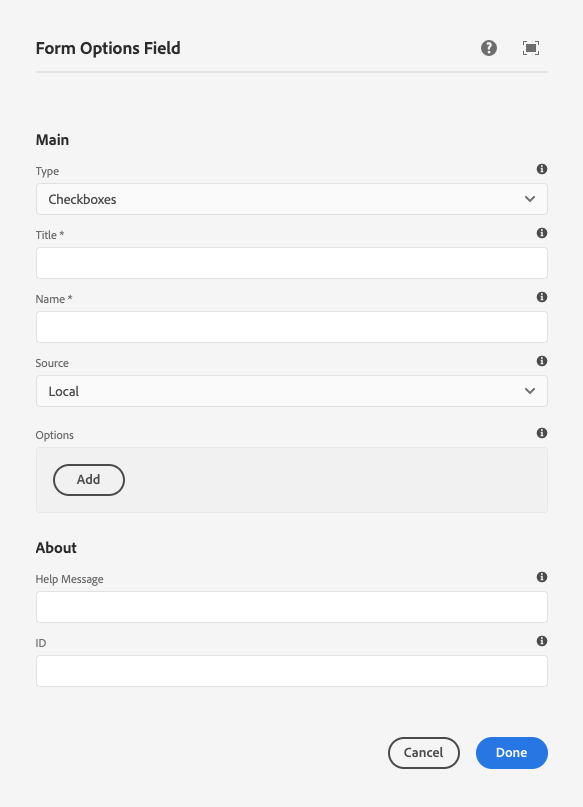 Form Options Field
Main
Type
Checkboxes
Title *
Name *
Source
Local
Options
Add
About
Help Message
ID
Cancel
Done